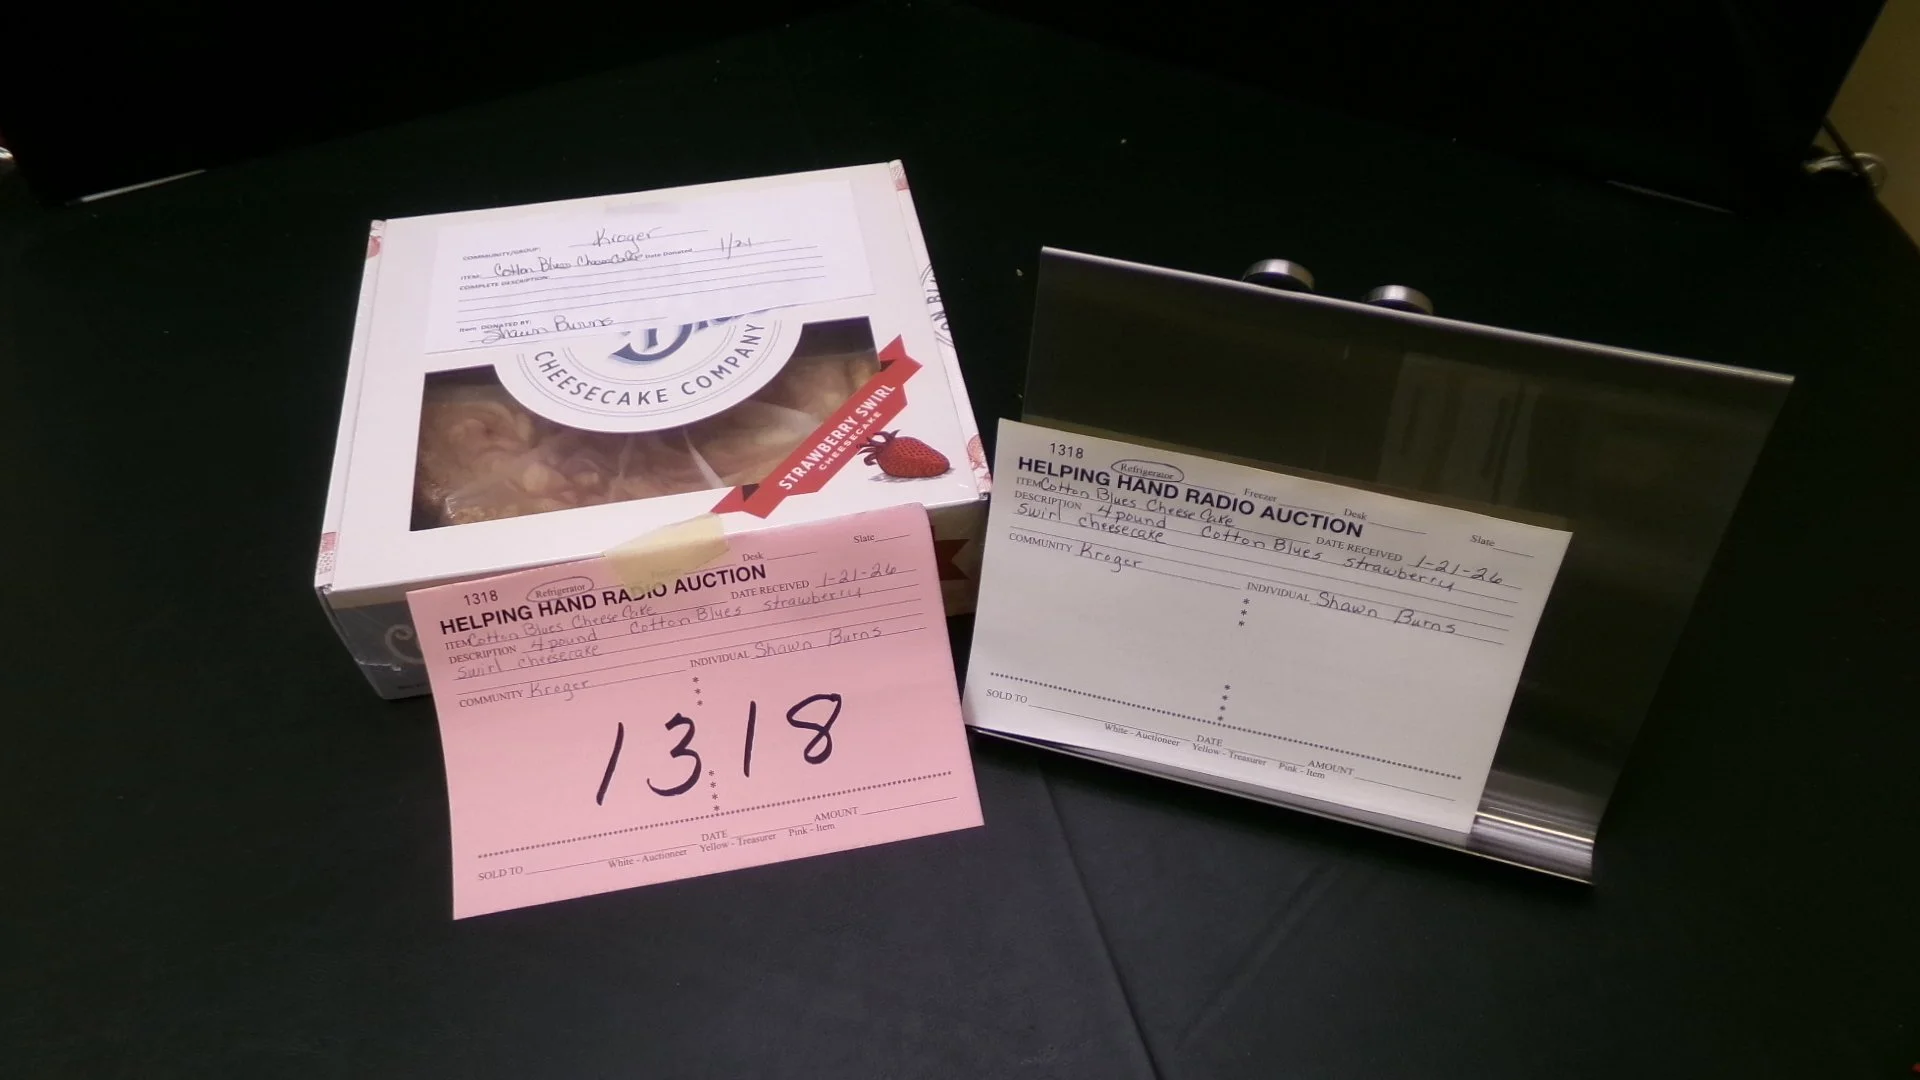 COMMUNITY/GROUP: Kroger
ITEM: Cotton Blues CheeseCake Date Donated 1/21
COMPLETE DESCRIPTION:
Item DONATED BY:
Shawn Burns
CHEESECAKE COMPANY
STRAWBERRY SWIRL
CHEESECAKE
1318 Refrigerator Desk Slate
HELPING HAND RADIO AUCTION
ITEM Cotton Blues Cheese Cake DATE RECEIVED 1-21-26
DESCRIPTION 4 pound Cotton Blues strawberry
swirl cheesecake
COMMUNITY Kroger INDIVIDUAL Shawn Burns
1318
SOLD TO DATE AMOUNT
White - Auctioneer Yellow - Treasurer Pink - Item
1318 Refrigerator Freezer Desk Slate
HELPING HAND RADIO AUCTION
ITEM Cotton Blues Cheese Cake DATE RECEIVED 1-21-26
DESCRIPTION 4 pound Cotton Blues strawberry
swirl cheesecake
COMMUNITY Kroger INDIVIDUAL Shawn Burns
SOLD TO DATE AMOUNT
White - Auctioneer Yellow - Treasurer Pink - Item